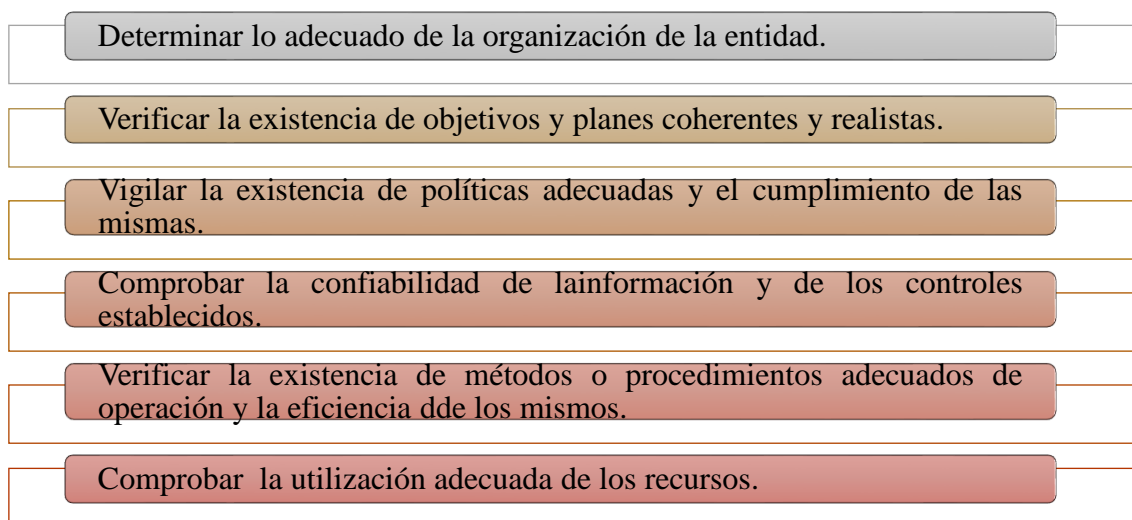 Determinar lo adecuado de la organización de la entidad.
Verificar la existencia de objetivos y planes coherentes y realistas.
Vigilar la existencia de políticas adecuadas y el cumplimiento de las
mismas.
Comprobar la confiabilidad de lainformación y de los controles
establecidos.
Verificar la existencia de métodos o procedimientos adecuados de
operación y la eficiencia dde los mismos.
Comprobar la utilización adecuada de los recursos.